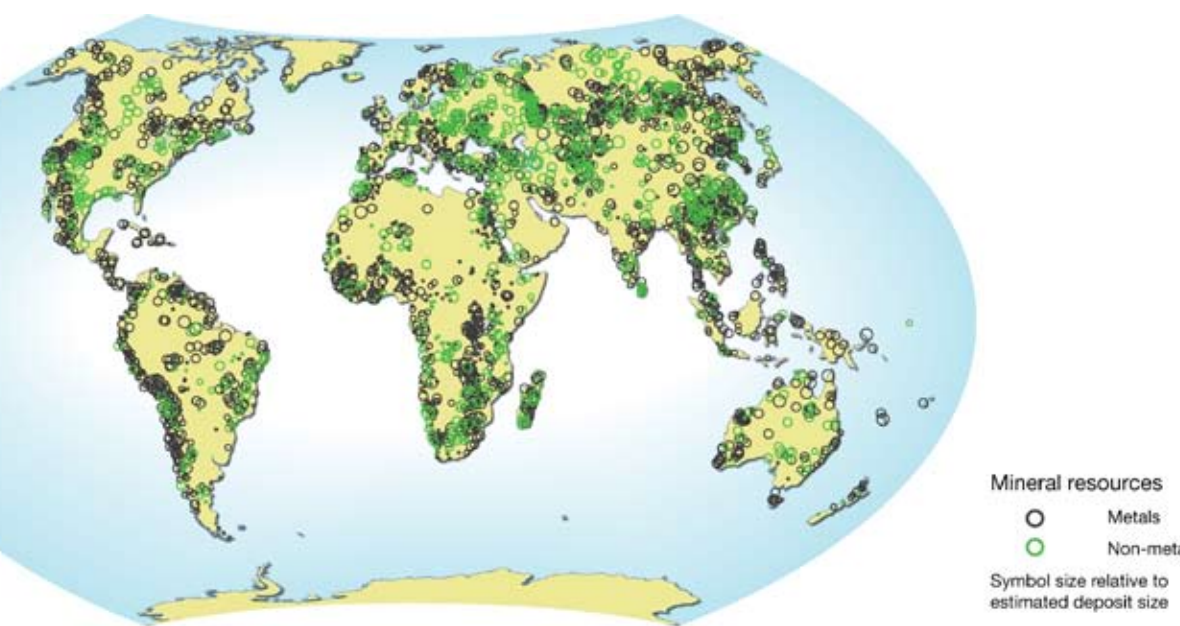 Mineral resources
Metals
Non-meta
Symbol size relative to
estimated deposit size